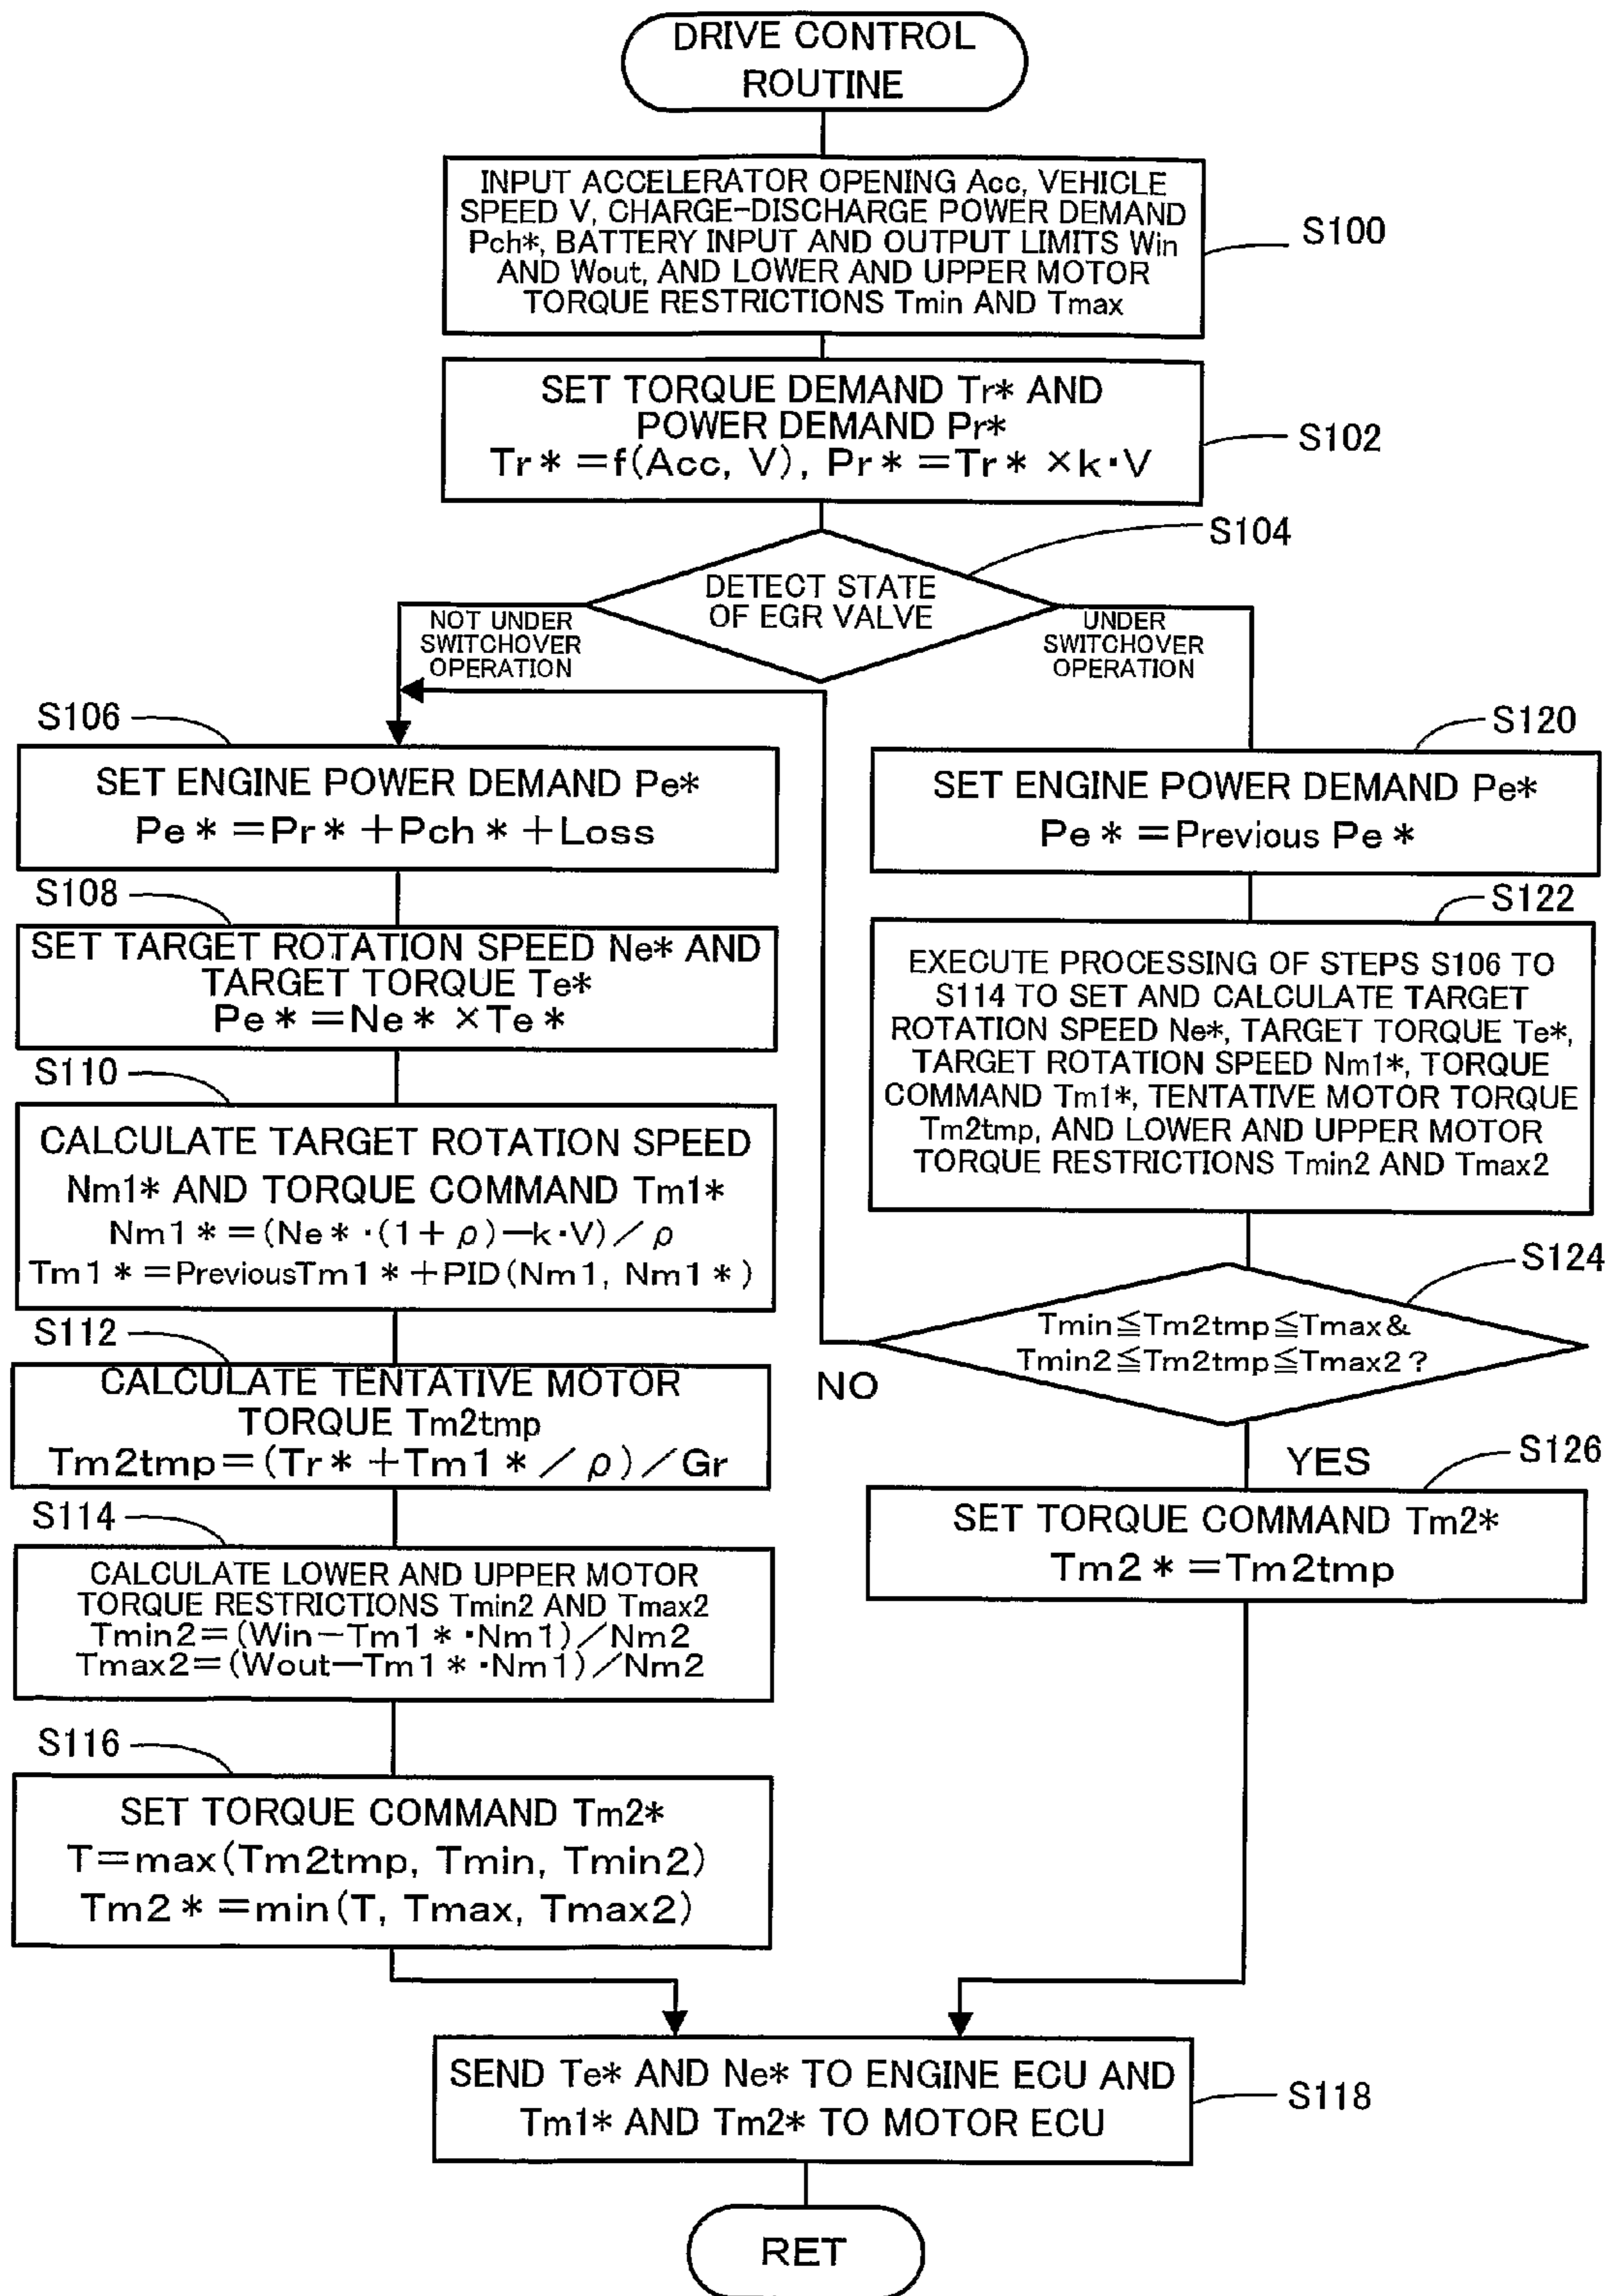 DRIVE CONTROL
ROUTINE
INPUT ACCELERATOR OPENING Acc, VEHICLE
SPEED V, CHARGE-DISCHARGE POWER DEMAND
Pch*, BATTERY INPUT AND OUTPUT LIMITS Win
AND Wout, AND LOWER AND UPPER MOTOR
TORQUE RESTRICTIONS Tmin AND Tmax
S100
SET TORQUE DEMAND Tr* AND
POWER DEMAND Pr*
Tr*=f(Acc, V), Pr*=Tr*×k·V
S102
S104
DETECT STATE
OF EGR VALVE
NOT UNDER
SWITCHOVER
OPERATION
UNDER
SWITCHOVER
OPERATION
S106
SET ENGINE POWER DEMAND Pe*
Pe*=Pr*+Pch*+Loss
S108
SET TARGET ROTATION SPEED Ne* AND
TARGET TORQUE Te*
Pe*=Ne*×Te*
S110
CALCULATE TARGET ROTATION SPEED
Nm1* AND TORQUE COMMAND Tm1*
Nm1*=(Ne*·(1+ρ)−k·V)/ρ
Tm1*=PreviousTm1*+PID(Nm1, Nm1*)
S112
CALCULATE TENTATIVE MOTOR
TORQUE Tm2tmp
Tm2tmp=(Tr*+Tm1*/ρ)/Gr
S114
CALCULATE LOWER AND UPPER MOTOR
TORQUE RESTRICTIONS Tmin2 AND Tmax2
Tmin2=(Win−Tm1*·Nm1)/Nm2
Tmax2=(Wout−Tm1*·Nm1)/Nm2
S116
SET TORQUE COMMAND Tm2*
T=max(Tm2tmp, Tmin, Tmin2)
Tm2*=min(T, Tmax, Tmax2)
S120
SET ENGINE POWER DEMAND Pe*
Pe*=Previous Pe*
S122
EXECUTE PROCESSING OF STEPS S106 TO
S114 TO SET AND CALCULATE TARGET
ROTATION SPEED Ne*, TARGET TORQUE Te*,
TARGET ROTATION SPEED Nm1*, TORQUE
COMMAND Tm1*, TENTATIVE MOTOR TORQUE
Tm2tmp, AND LOWER AND UPPER MOTOR
TORQUE RESTRICTIONS Tmin2 AND Tmax2
S124
Tmin≦Tm2tmp≦Tmax&
Tmin2≦Tm2tmp≦Tmax2?
NO
YES
S126
SET TORQUE COMMAND Tm2*
Tm2*=Tm2tmp
SEND Te* AND Ne* TO ENGINE ECU AND
Tm1* AND Tm2* TO MOTOR ECU
S118
RET